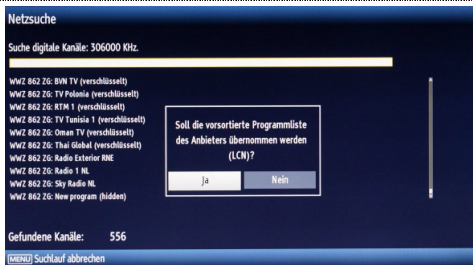 Netzsuche
Suche digitale Kanäle: 306000 KHz.
WWZ 862 ZG: BVN TV (verschlüsselt)
WWZ 862 ZG: TV Polonia (verschlüsselt)
WWZ 862 ZG: RTM 1 (verschlüsselt)
WWZ 862 ZG: TV Tunisia 1 (verschlüsselt)
WWZ 862 ZG: Oman TV (verschlüsselt)
WWZ 862 ZG: Thai Global (verschlüsselt)
WWZ 862 ZG: Radio Exterior RNE
WWZ 862 ZG: Radio 1 NL
WWZ 862 ZG: Sky Radio NL
WWZ 862 ZG: New program (hidden)
Soll die vorsortierte Programmliste
des Anbieters übernommen werden
(LCN)?
Ja Nein
Gefundene Kanäle: 556
MENU Suchlauf abbrechen